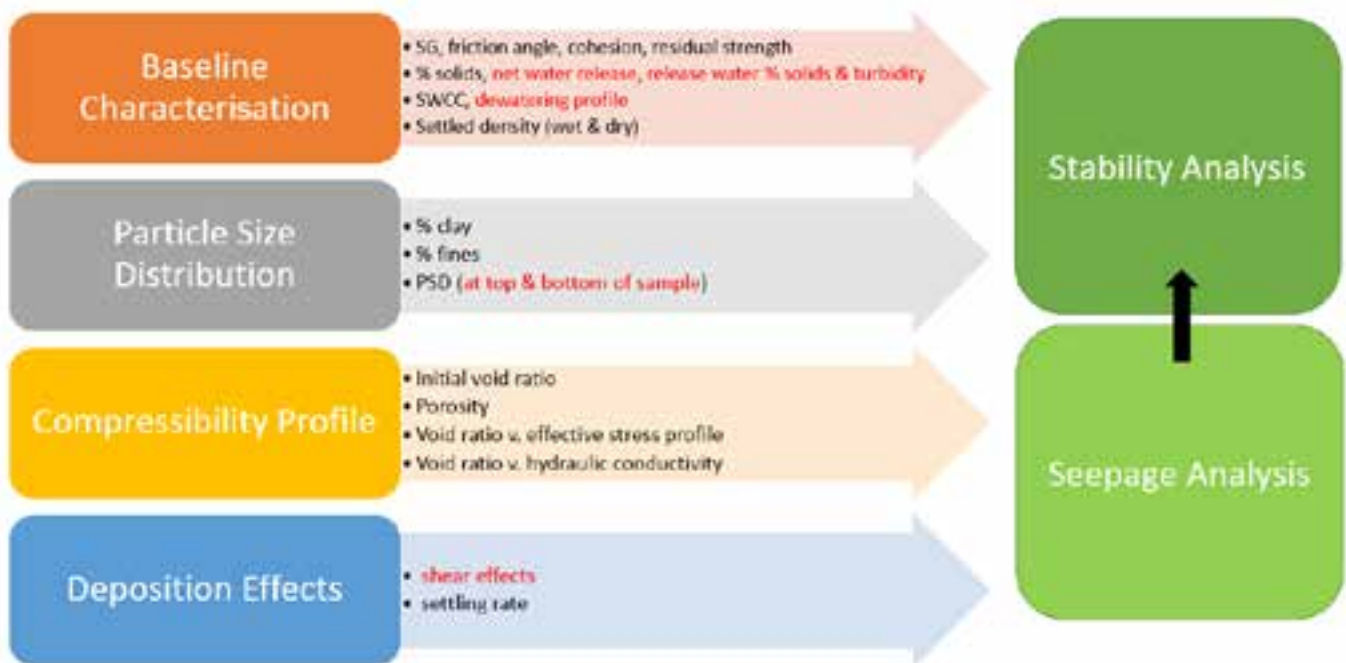 Baseline
Characterisation
• SG, friction angle, cohesion, residual strength
• % solids, net water release, release water % solids & turbidity
• SWCC, dewatering profile
• Settled density (wet & dry)
Particle Size
Distribution
• % clay
• % fines
• PSD (at top & bottom of sample)
Compressibility Profile
• Initial void ratio
• Porosity
• Void ratio v. effective stress profile
• Void ratio v. hydraulic conductivity
Deposition Effects
• shear effects
• settling rate
Stability Analysis
Seepage Analysis